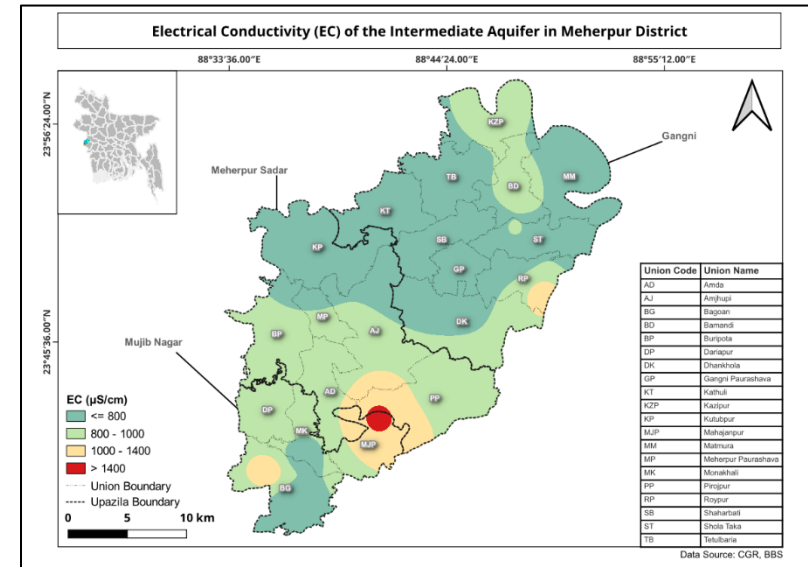 Electrical Conductivity (EC) of the Intermediate Aquifer in Meherpur District
88°33'36.00"E 88°44'24.00"E 88°55'12.00"E
23°56'24.00"N
23°45'36.00"N
Gangni
Meherpur Sadar
Mujib Nagar
KZP
TB
MM
BD
KT
SB
ST
KP
GP
RP
MP
DK
BP
AJ
AD
PP
DP
MK
MJP
BG
EC (µS/cm)
<= 800
800 - 1000
1000 - 1400
> 1400
Union Boundary
Upazila Boundary
0 5 10 km
Union Code Union Name
AD Amda
AJ Amjhupi
BG Bagoan
BD Bamandi
BP Buripota
DP Dariapur
DK Dhankhola
GP Gangni Paurashava
KT Kathuli
KZP Kazipur
KP Kutubpur
MJP Mahajanpur
MM Matmura
MP Meherpur Paurashava
MK Monakhali
PP Pirojpur
RP Roypur
SB Shaharbati
ST Shola Taka
TB Tetulbaria
Data Source: CGR, BBS